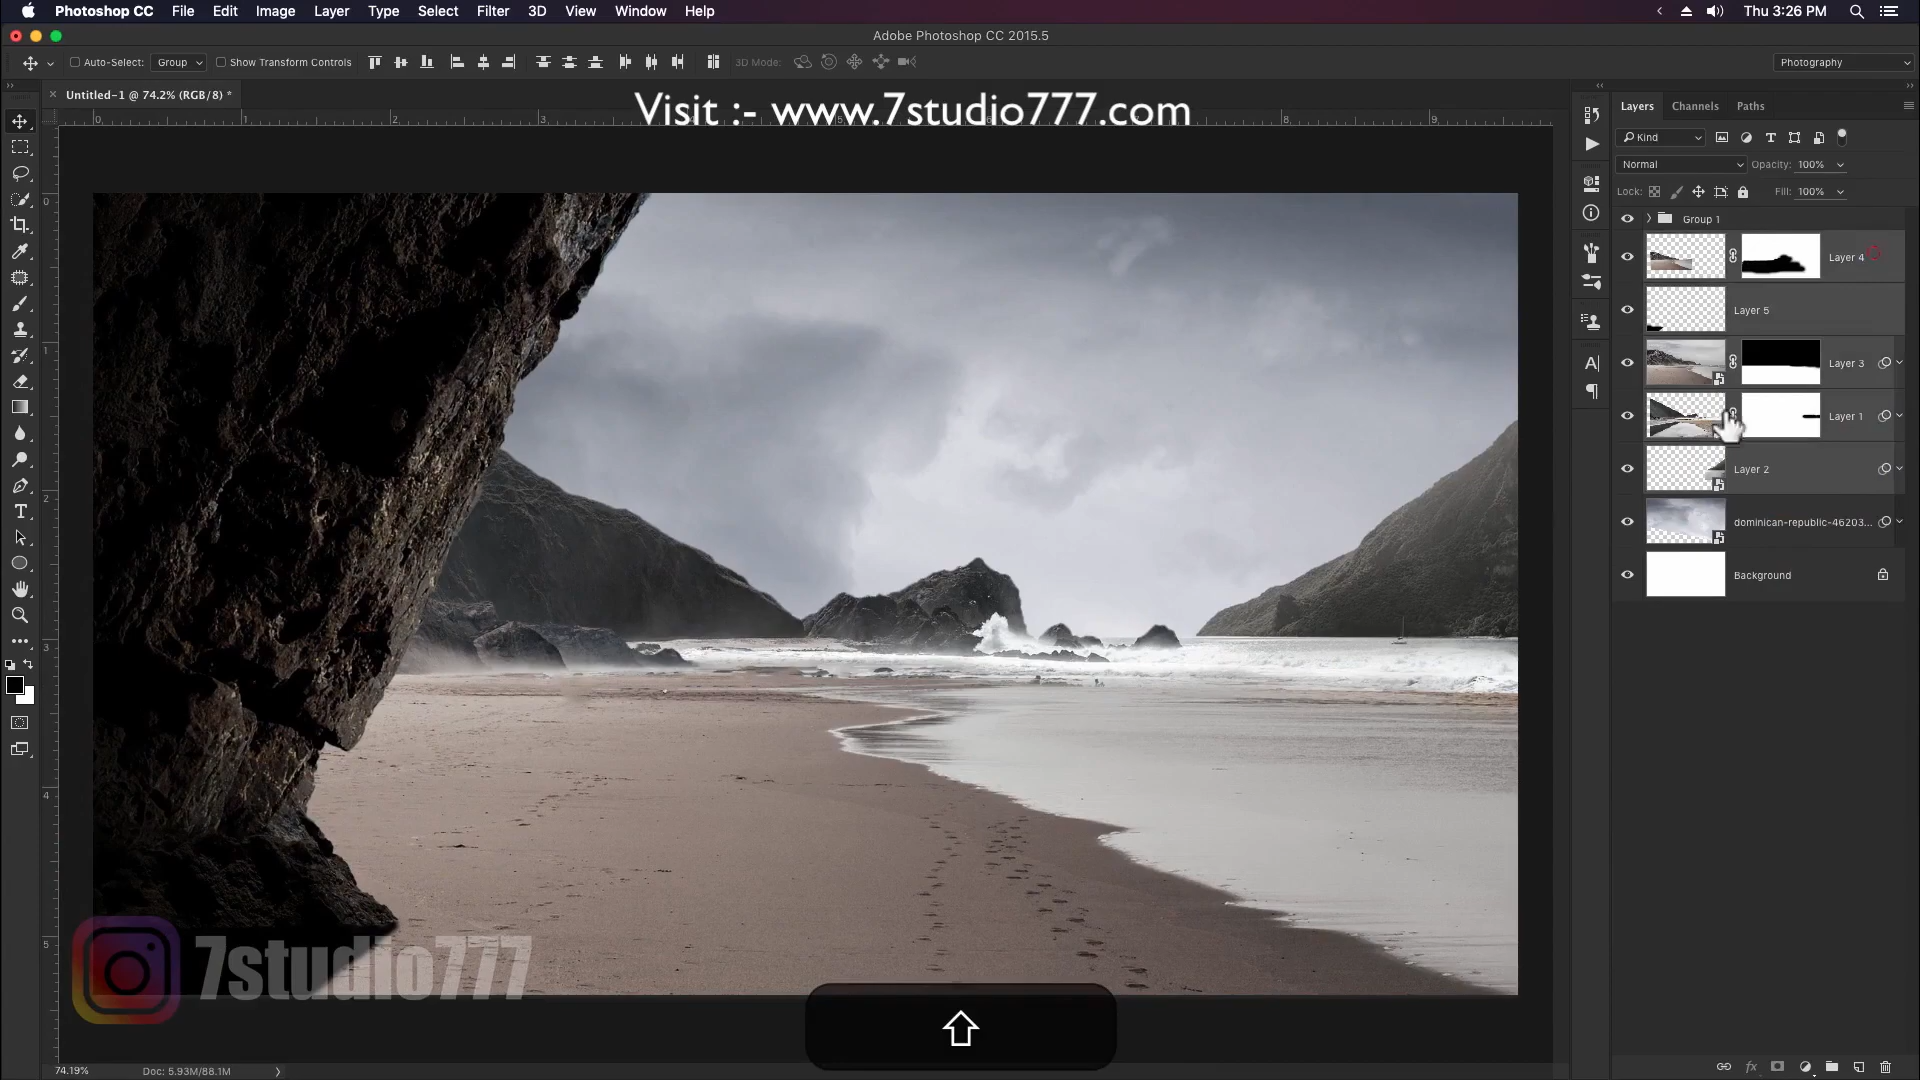 Photoshop CC File Edit Image Layer Type Select Filter 3D View Window Help Thu 3:26 PM
Adobe Photoshop CC 2015.5
Auto-Select: Group Show Transform Controls 3D Mode: Photography
Untitled-1 @ 74.2% (RGB/8) *
Visit :- www.7studio777.com
Layers Channels Paths
Kind
Normal Opacity: 100%
Lock: Fill: 100%
Group 1
Layer 4
Layer 5
Layer 3
Layer 1
Layer 2
dominican-republic-46203...
Background
7studio777
74.19% Doc: 5.93M/88.1M